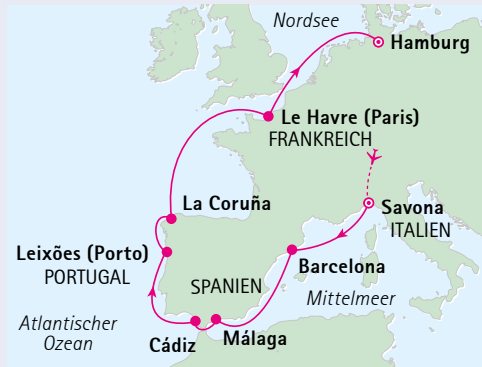 Nordsee
Hamburg
Le Havre (Paris)
FRANKREICH
La Coruña
Savona
ITALIEN
Leixões (Porto)
PORTUGAL
Barcelona
SPANIEN
Mittelmeer
Atlantischer
Ozean
Cádiz
Málaga